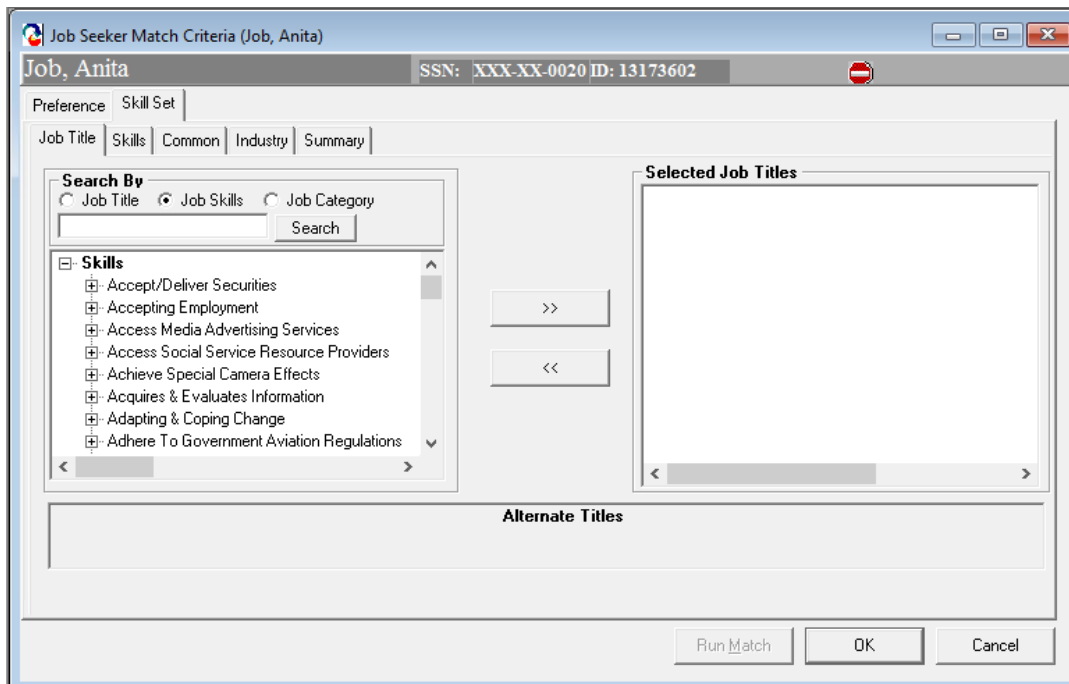 Job Seeker Match Criteria (Job, Anita)
Job, Anita SSN: XXX-XX-0020 ID: 13173602
Preference Skill Set
Job Title Skills Common Industry Summary
Search By
Job Title Job Skills Job Category
Search
Skills
Accept/Deliver Securities
Accepting Employment
Access Media Advertising Services
Access Social Service Resource Providers
Achieve Special Camera Effects
Acquires & Evaluates Information
Adapting & Coping Change
Adhere To Government Aviation Regulations
>>
<<
Selected Job Titles
Alternate Titles
Run Match OK Cancel